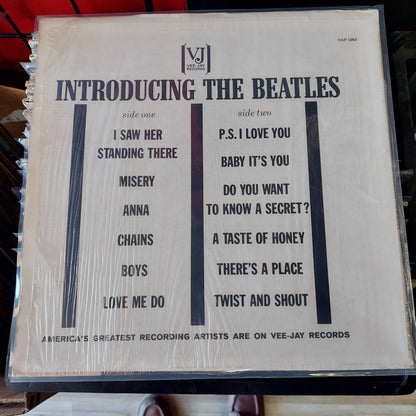 VJ
VEE JAY
RECORDS
VJLP 1062
INTRODUCING THE BEATLES
side one
I SAW HER
STANDING THERE
MISERY
ANNA
CHAINS
BOYS
LOVE ME DO
side two
P.S. I LOVE YOU
BABY IT'S YOU
DO YOU WANT
TO KNOW A SECRET?
A TASTE OF HONEY
THERE'S A PLACE
TWIST AND SHOUT
AMERICA'S GREATEST RECORDING ARTISTS ARE ON VEE-JAY RECORDS